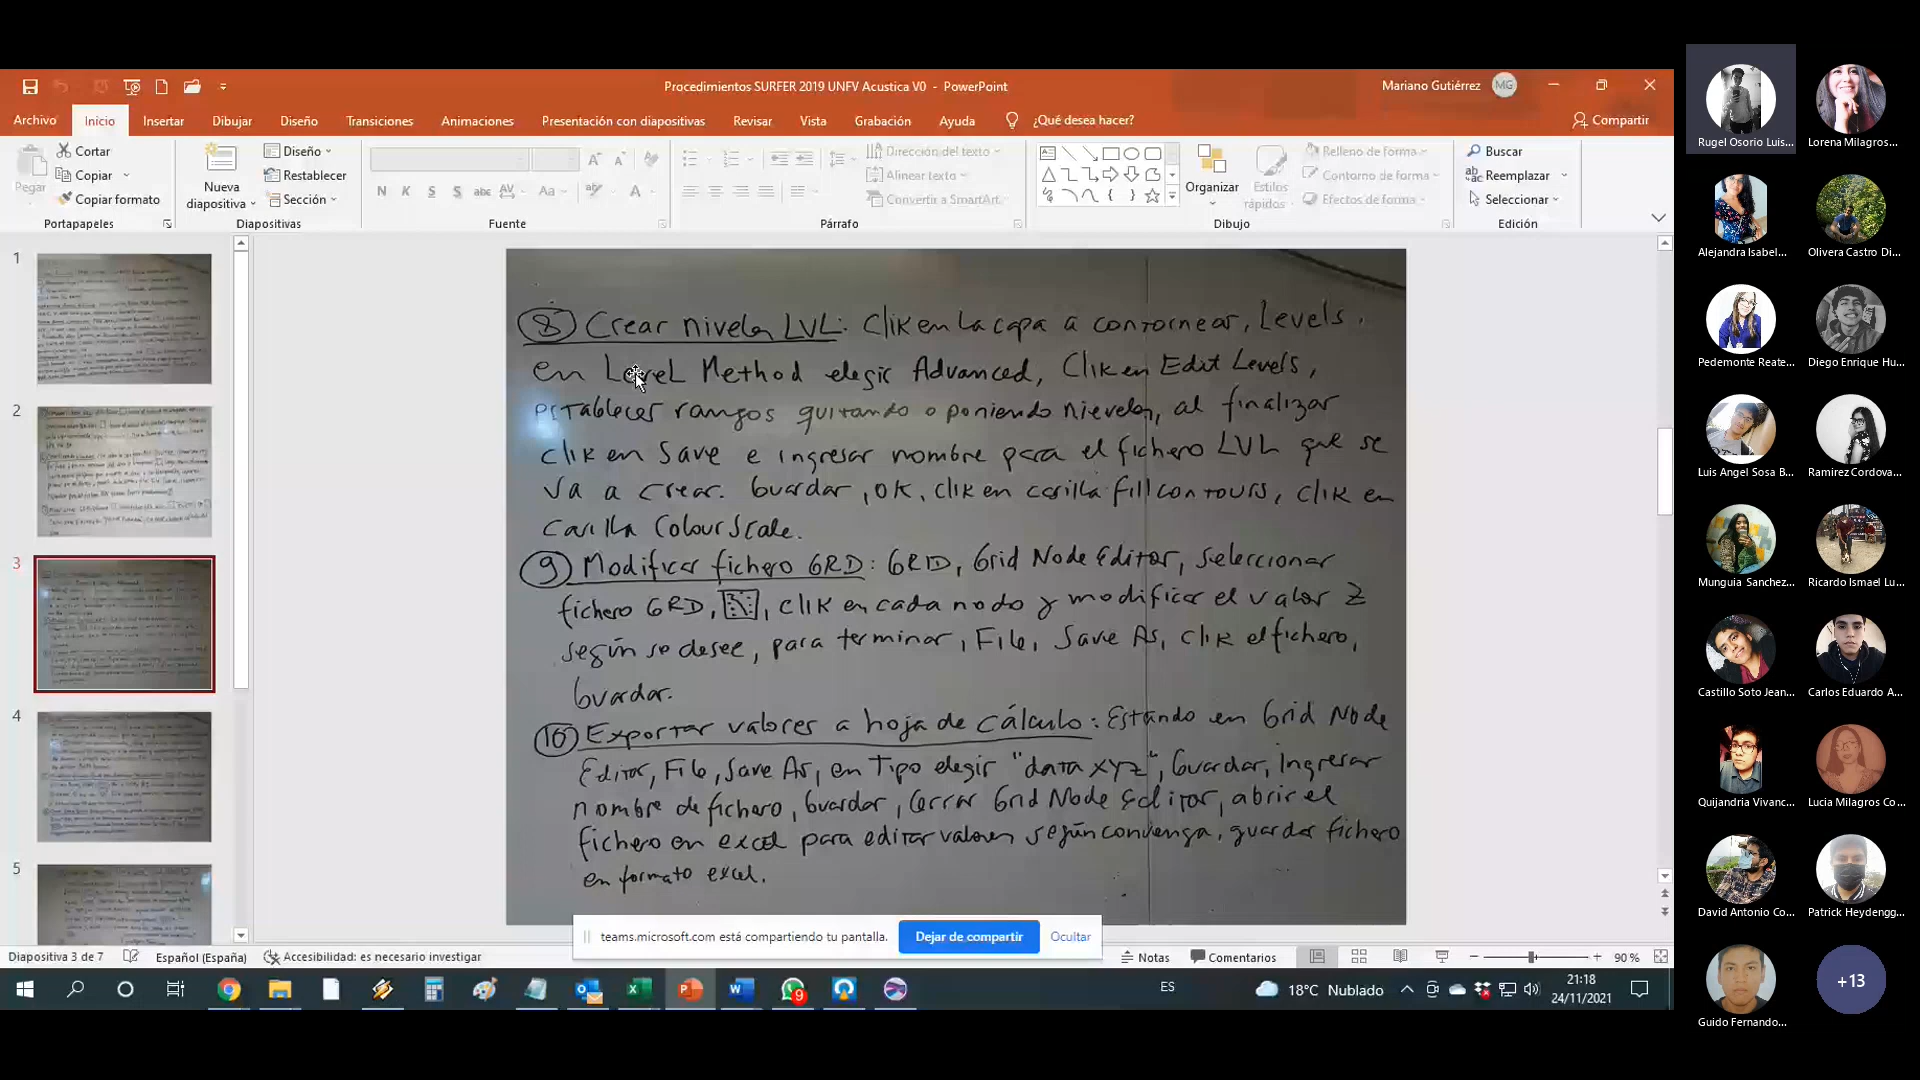 Procedimientos SURFER 2019 UNFV Acustica V0 - PowerPoint
Mariano Gutiérrez
MG
Archivo
Inicio
Insertar
Dibujar
Diseño
Transiciones
Animaciones
Presentación con diapositivas
Revisar
Vista
Grabación
Ayuda
¿Qué desea hacer?
Compartir
Pegar
Cortar
Copiar
Copiar formato
Portapapeles
Nueva
diapositiva
Diseño
Restablecer
Sección
Diapositivas
N K S S abc AV Aa A
Fuente
Dirección del texto
Alinear texto
Convertir a SmartArt
Párrafo
Organizar
Estilos
rápidos
Relleno de forma
Contorno de forma
Efectos de forma
Dibujo
Buscar
Reemplazar
Seleccionar
Edición
1
2
3
4
5
8 Crear niveles LVL: Clik en la capa a contornear, Levels,
en Level Method elegir Advanced, Clik en Edit Levels,
establecer rangos quitando o poniendo nieveles, al finalizar
clik en Save e ingresar nombre para el fichero LVL que se
va a crear. Guardar, OK, clik en casilla fill contours, clik en
casilla Colour Scale.
9 Modificar fichero GRD: GRID, Grid Node Editor, seleccionar
fichero GRD, , clik en cada nodo y modificar el valor Z
según se desee, para terminar, File, Save As, clik el fichero,
Guardar.
10 Exportar valores a hoja de cálculo: Estando en Grid Node
Editor, File, Save As, en Tipo elegir "data XYZ", Guardar, ingresar
nombre de fichero, Guardar, Cerrar Grid Node Editor, abrir el
fichero en excel para editar valores según convenga, guardar fichero
en formato excel.
teams.microsoft.com está compartiendo tu pantalla.
Dejar de compartir
Ocultar
Diapositiva 3 de 7
Español (España)
Accesibilidad: es necesario investigar
Notas
Comentarios
90 %
9
ES
18°C Nublado
21:18
24/11/2021
Rugel Osorio Luis...
Lorena Milagros...
Alejandra Isabel...
Olivera Castro Di...
Pedemonte Reate...
Diego Enrique Hu...
Luis Angel Sosa B...
Ramirez Cordova...
Munguia Sanchez...
Ricardo Ismael Lu...
Castillo Soto Jean...
Carlos Eduardo A...
Quijandria Vivanc...
Lucia Milagros Co...
David Antonio Co...
Patrick Heydengg...
Guido Fernando...
+13